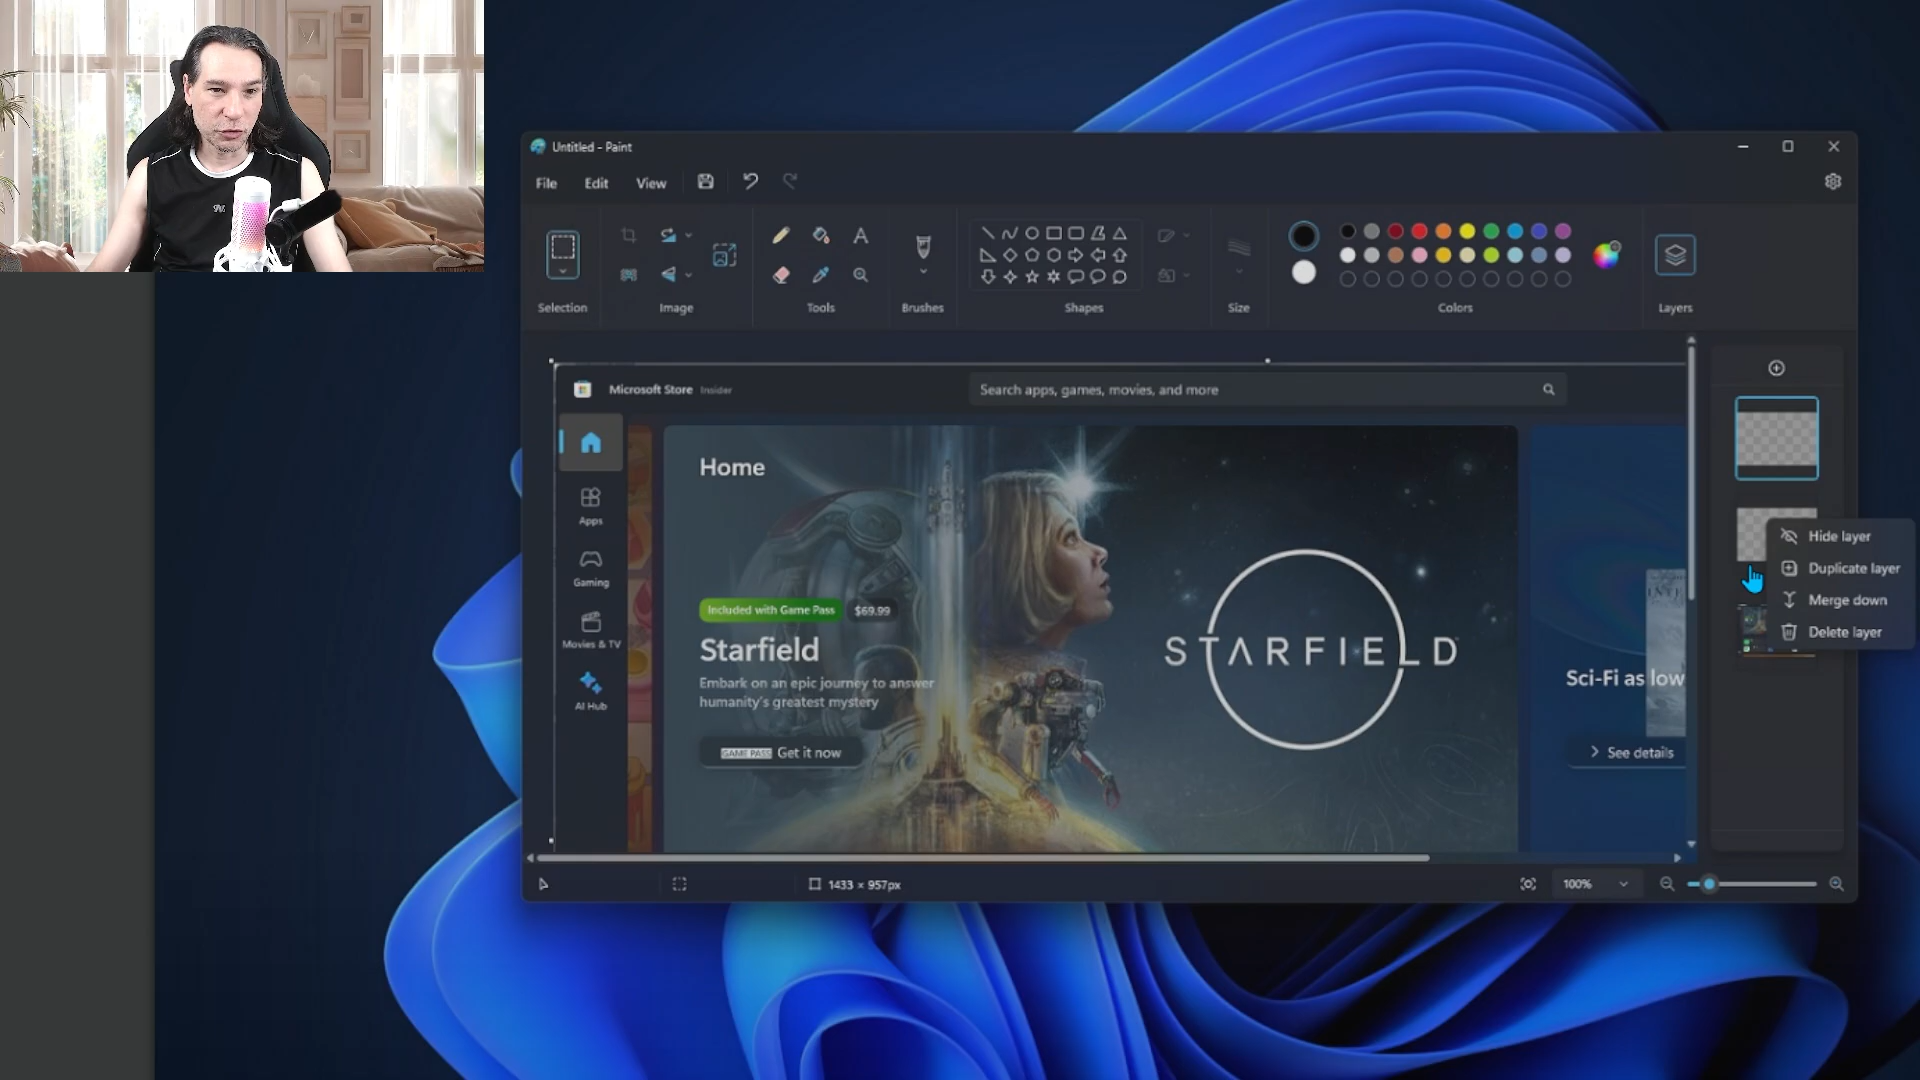 Untitled - Paint
File Edit View
Selection Image Tools Brushes Shapes Size Colors Layers
Microsoft Store Insider
Search apps, games, movies, and more
Home
Apps
Gaming
Movies & TV
AI Hub
Included with Game Pass $69.99
Starfield
Embark on an epic journey to answer
humanity's greatest mystery
GAME PASS Get it now
STARFIELD
Sci-Fi as low
See details
Hide layer
Duplicate layer
Merge down
Delete layer
1433 × 957px
100%